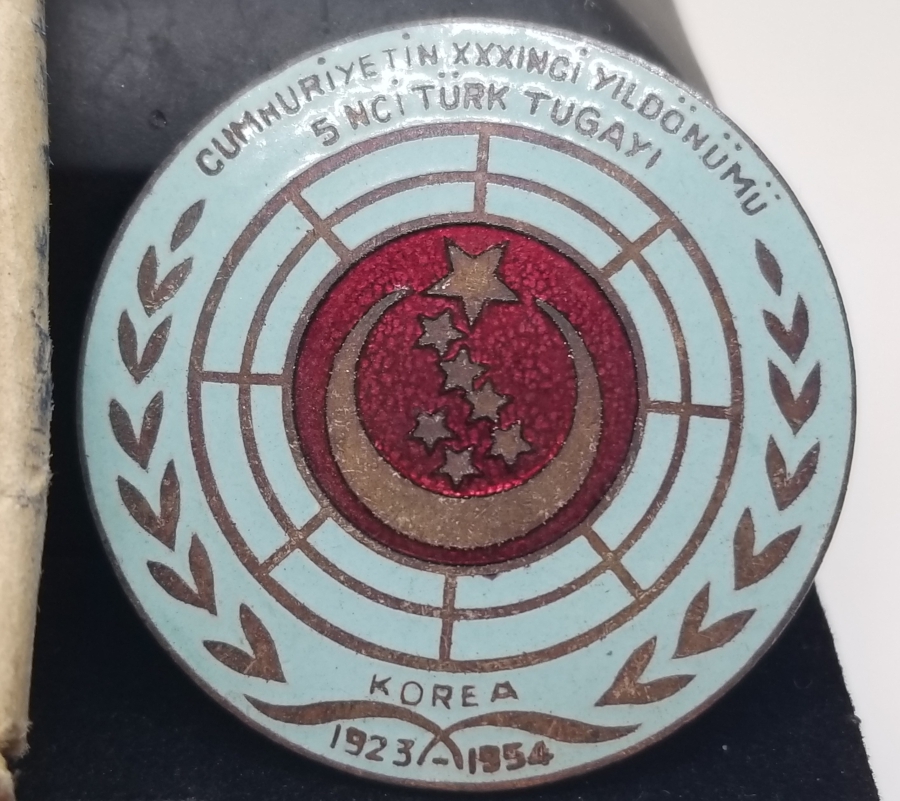 CUMHURİYETİN XXXINCİ YILDÖNÜMÜ
5 NCİ TÜRK TUGAYI
KOREA
1923-1954